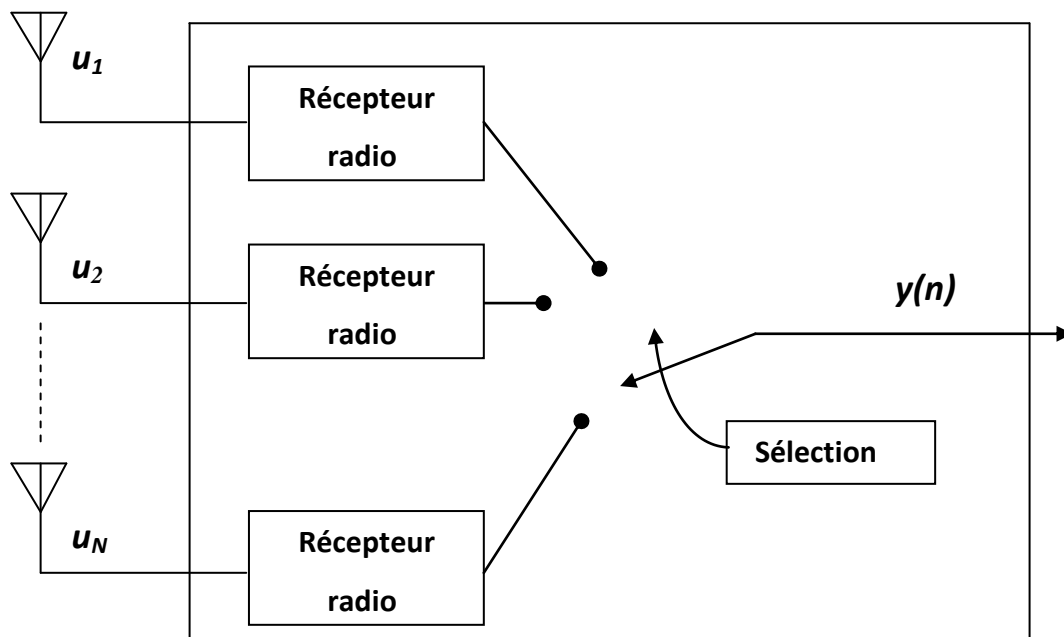 u1
Récepteur
radio
u2
Récepteur
radio
y(n)
Sélection
uN
Récepteur
radio